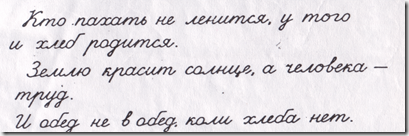 Кто пахать не ленится, у того
и хлеб родится.
Землю красит солнце, а человека –
труд.
И обед не в обед, коли хлеба нет.